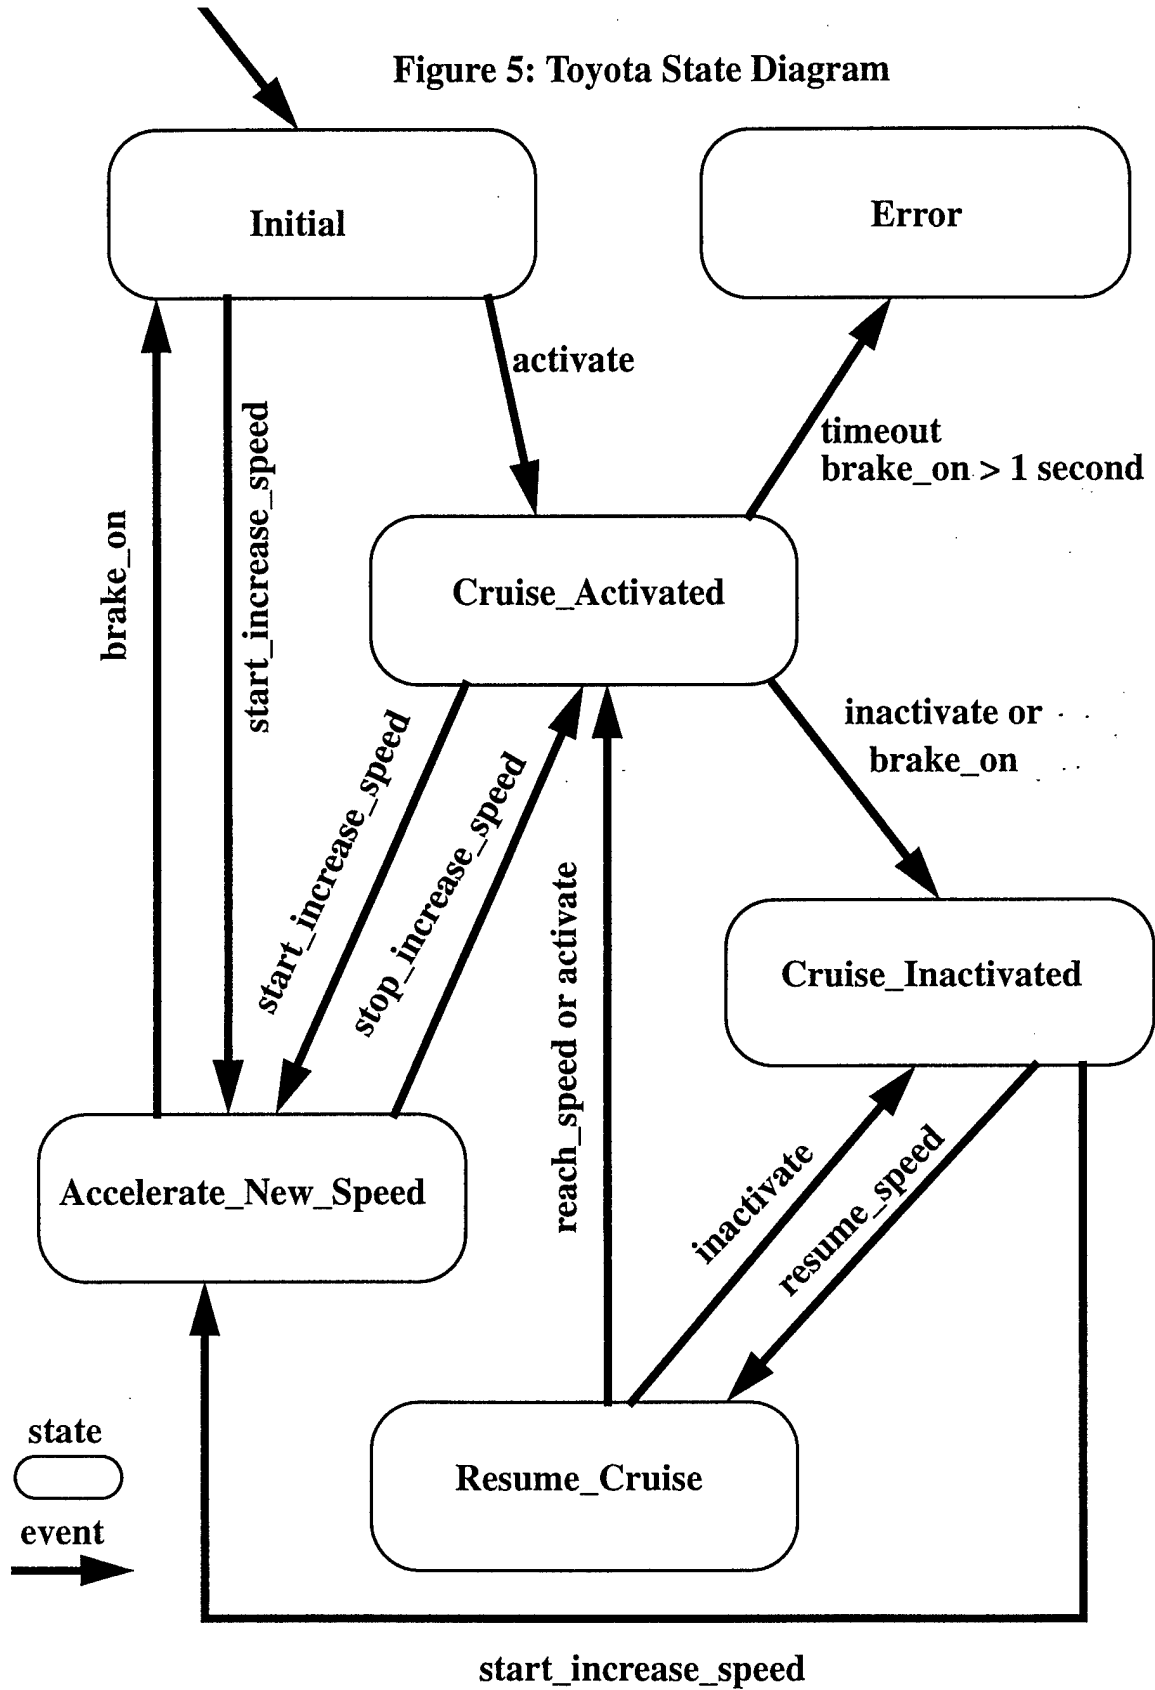 Figure 5: Toyota State Diagram
Initial
Error
activate
timeout
brake_on > 1 second
brake_on
start_increase_speed
Cruise_Activated
inactivate or
brake_on
start_increase_speed
stop_increase_speed
reach_speed or activate
Cruise_Inactivated
inactivate
resume_speed
Accelerate_New_Speed
state
Resume_Cruise
event
start_increase_speed